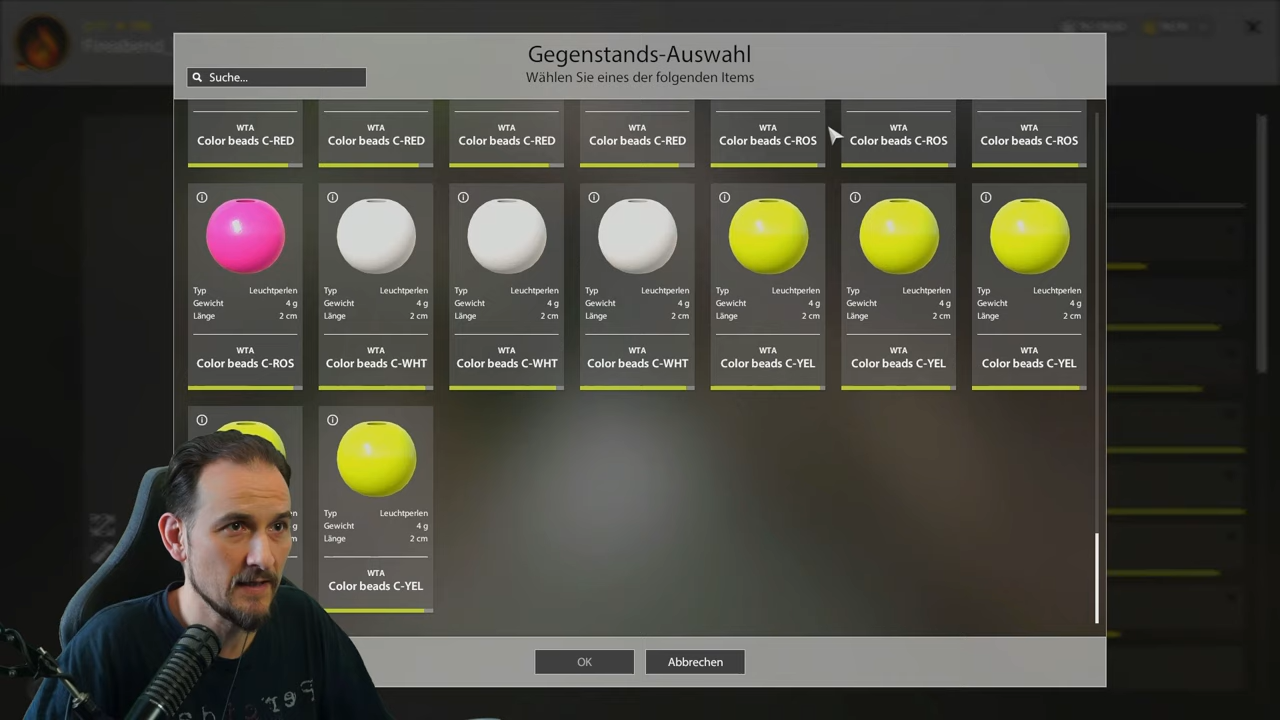 Gegenstands-Auswahl
Wählen Sie eines der folgenden Items
Suche...
WTA WTA WTA WTA WTA WTA WTA
Color beads C-RED Color beads C-RED Color beads C-RED Color beads C-RED Color beads C-ROS Color beads C-ROS Color beads C-ROS
Typ Leuchtperlen Typ Leuchtperlen Typ Leuchtperlen Typ Leuchtperlen Typ Leuchtperlen Typ Leuchtperlen Typ Leuchtperlen
Gewicht 4 g Gewicht 4 g Gewicht 4 g Gewicht 4 g Gewicht 4 g Gewicht 4 g Gewicht 4 g
Länge 2 cm Länge 2 cm Länge 2 cm Länge 2 cm Länge 2 cm Länge 2 cm Länge 2 cm
WTA WTA WTA WTA WTA WTA WTA
Color beads C-ROS Color beads C-WHT Color beads C-WHT Color beads C-WHT Color beads C-YEL Color beads C-YEL Color beads C-YEL
Typ Leuchtperlen
Gewicht 4 g
Länge 2 cm
WTA
Color beads C-YEL
OK Abbrechen